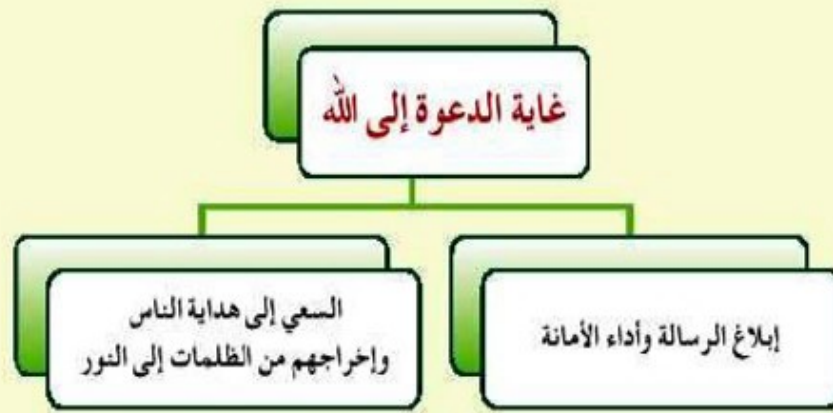 غاية الدعوة إلى الله
إبلاغ الرسالة وأداء الأمانة
السعي إلى هداية الناس
وإخراجهم من الظلمات إلى النور